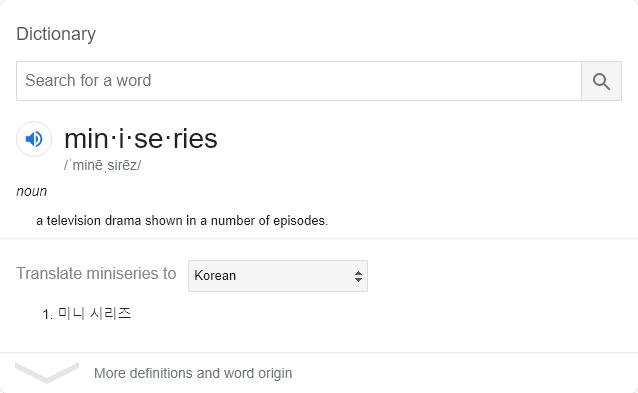 Dictionary
Search for a word
min·i·se·ries
/ˈminēˌsirēz/
noun
a television drama shown in a number of episodes.
Translate miniseries to Korean
1. 미니 시리즈
More definitions and word origin